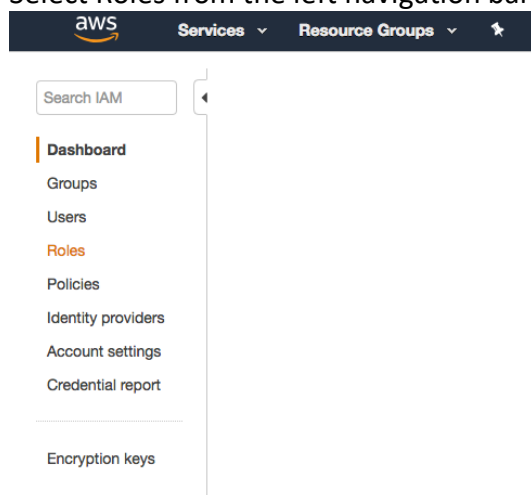 Select Roles from the left navigation bar
aws
Services
Resource Groups
Search IAM
Dashboard
Groups
Users
Roles
Policies
Identity providers
Account settings
Credential report
Encryption keys